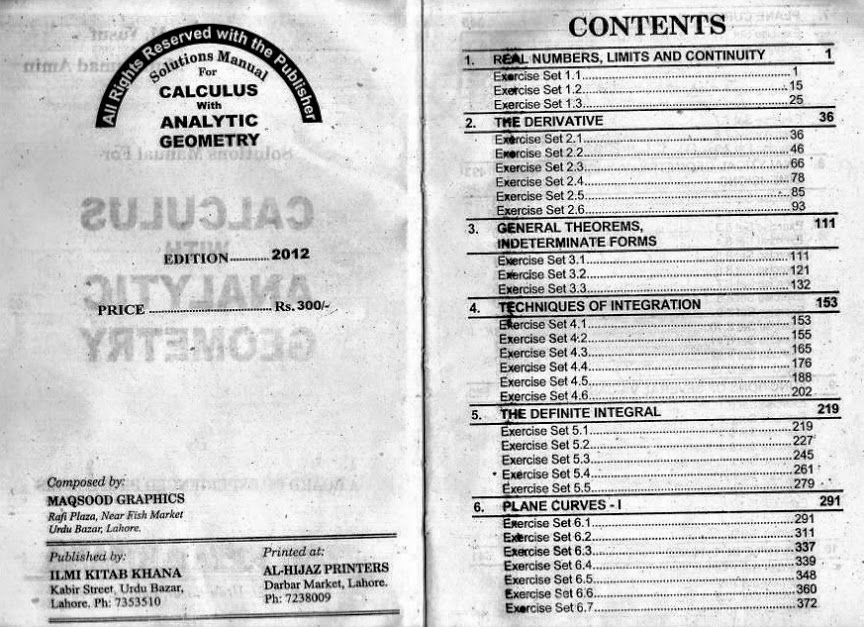 All Rights Reserved with the Publisher
Solutions Manual
For
CALCULUS
With
ANALYTIC
GEOMETRY
EDITION..........2012
PRICE ..............................Rs.300/-
Composed by:
MAQSOOD GRAPHICS
Rafi Plaza, Near Fish Market
Urdu Bazar, Lahore.
Published by:
ILMI KITAB KHANA
Kabir Street, Urdu Bazar,
Lahore. Ph: 7353510
Printed at:
AL-HIJAZ PRINTERS
Darbar Market, Lahore.
Ph: 7238009
CONTENTS
1. REAL NUMBERS, LIMITS AND CONTINUITY 1
Exercise Set 1.1..........1
Exercise Set 1.2..........15
Exercise Set 1.3..........25
2. THE DERIVATIVE 36
Exercise Set 2.1..........36
Exercise Set 2.2..........46
Exercise Set 2.3..........66
Exercise Set 2.4..........78
Exercise Set 2.5..........85
Exercise Set 2.6..........93
3. GENERAL THEOREMS, 111
INDETERMINATE FORMS
Exercise Set 3.1..........111
Exercise Set 3.2..........121
Exercise Set 3.3..........132
4. TECHNIQUES OF INTEGRATION 153
Exercise Set 4.1..........153
Exercise Set 4.2..........155
Exercise Set 4.3..........165
Exercise Set 4.4..........176
Exercise Set 4.5..........188
Exercise Set 4.6..........202
5. THE DEFINITE INTEGRAL 219
Exercise Set 5.1..........219
Exercise Set 5.2..........227
Exercise Set 5.3..........245
Exercise Set 5.4..........261
Exercise Set 5.5..........279
6. PLANE CURVES - I 291
Exercise Set 6.1..........291
Exercise Set 6.2..........311
Exercise Set 6.3..........337
Exercise Set 6.4..........339
Exercise Set 6.5..........348
Exercise Set 6.6..........360
Exercise Set 6.7..........372